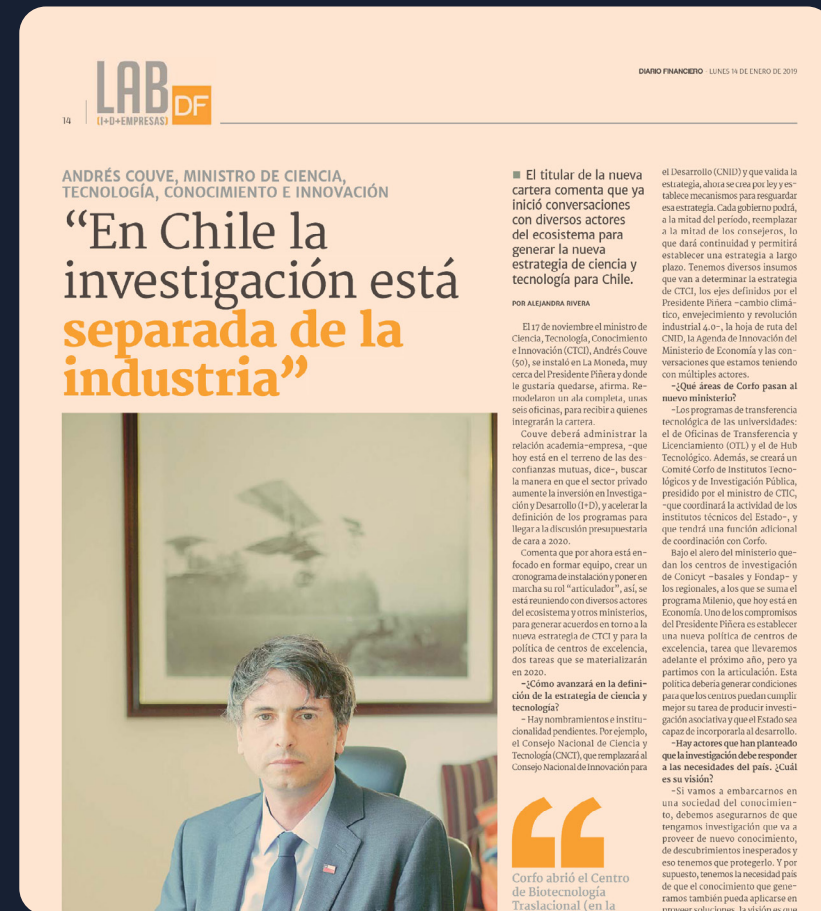 DIARIO FINANCIERO - LUNES 14 DE ENERO DE 2019
14
LAB DF
[I+D+EMPRESAS]
ANDRÉS COUVE, MINISTRO DE CIENCIA,
TECNOLOGÍA, CONOCIMIENTO E INNOVACIÓN
“En Chile la
investigación está
separada de la
industria”
El titular de la nueva
cartera comenta que ya
inició conversaciones
con diversos actores
del ecosistema para
generar la nueva
estrategia de ciencia y
tecnología para Chile.
POR ALEJANDRA RIVERA
El 17 de noviembre el ministro de
Ciencia, Tecnología, Conocimiento
e Innovación (CTCI), Andrés Couve
(50), se instaló en La Moneda, muy
cerca del Presidente Piñera y donde
le gustaría quedarse, afirma. Re-
modelaron un ala completa, unas
seis oficinas, para recibir a quienes
integrarán la cartera.
Couve deberá administrar la
relación academia-empresa, -que
hoy está en el terreno de las des-
confianzas mutuas, dice-, buscar
la manera en que el sector privado
aumente la inversión en Investiga-
ción y Desarrollo (I+D), y acelerar la
definición de los programas para
llegar a la discusión presupuestaria
de cara a 2020.
Comenta que por ahora está en-
focado en formar equipo, crear un
cronograma de instalación y poner en
marcha su rol “articulador”, así, se
está reuniendo con diversos actores
del ecosistema y otros ministerios,
para generar acuerdos en torno a la
nueva estrategia de CTCI y para la
política de centros de excelencia,
dos tareas que se materializarán
en 2020.
-¿Cómo avanzará en la defini-
ción de la estrategia de ciencia y
tecnología?
- Hay nombramientos e institu-
cionalidad pendientes. Por ejemplo,
el Consejo Nacional de Ciencia y
Tecnología (CNCT), que remplazará al
Consejo Nacional de Innovación para
“
Corfo abrió el Centro
de Biotecnología
Traslacional (en la
el Desarrollo (CNID) y que valida la
estrategia, ahora se crea por ley y es-
tablece mecanismos para resguardar
esa estrategia. Cada gobierno podrá,
a la mitad del período, reemplazar
a la mitad de los consejeros, lo
que dará continuidad y permitirá
establecer una estrategia a largo
plazo. Tenemos diversos insumos
que van a determinar la estrategia
de CTCI, los ejes definidos por el
Presidente Piñera -cambio climá-
tico, envejecimiento y revolución
industrial 4.0-, la hoja de ruta del
CNID, la Agenda de Innovación del
Ministerio de Economía y las con-
versaciones que estamos teniendo
con múltiples actores.
-¿Qué áreas de Corfo pasan al
nuevo ministerio?
-Los programas de transferencia
tecnológica de las universidades:
el de Oficinas de Transferencia y
Licenciamiento (OTL) y el de Hub
Tecnológico. Además, se creará un
Comité Corfo de Institutos Tecno-
lógicos y de Investigación Pública,
presidido por el ministro de CTIC,
-que coordinará la actividad de los
institutos técnicos del Estado-, y
que tendrá una función adicional
de coordinación con Corfo.
Bajo el alero del ministerio que-
dan los centros de investigación
de Conicyt -basales y Fondap- y
los regionales, a los que se suma el
programa Milenio, que hoy está en
Economía. Uno de los compromisos
del Presidente Piñera es establecer
una nueva política de centros de
excelencia, tarea que llevaremos
adelante el próximo año, pero ya
partimos con la articulación. Esta
política debería generar condiciones
para que los centros puedan cumplir
mejor su tarea de producir investi-
gación asociativa y que el Estado sea
capaz de incorporarla al desarrollo.
-Hay actores que han planteado
que la investigación debe responder
a las necesidades del país. ¿Cuál
es su visión?
-Si vamos a embarcarnos en
una sociedad del conocimien-
to, debemos asegurarnos de que
tengamos investigación que va a
proveer de nuevo conocimiento,
de descubrimientos inesperados y
eso tenemos que protegerlo. Y por
supuesto, tenemos la necesidad país
de que el conocimiento que gene-
ramos también pueda aplicarse en
proveer soluciones, la visión es que